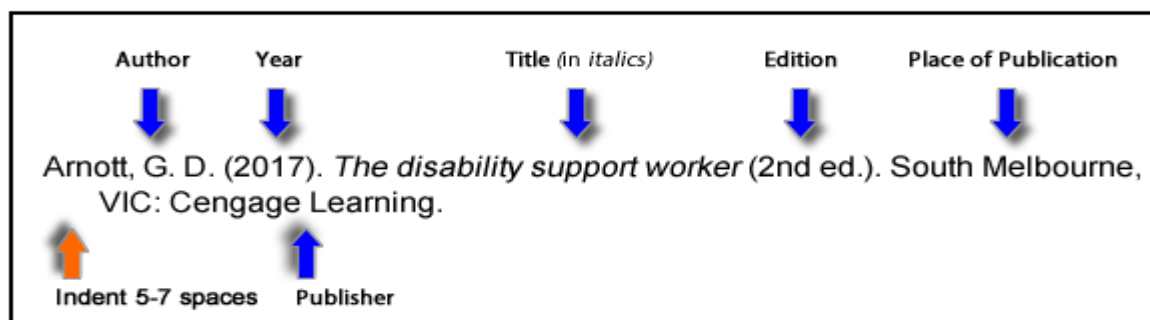 Author Year Title (in italics) Edition Place of Publication
Arnott, G. D. (2017). The disability support worker (2nd ed.). South Melbourne,
VIC: Cengage Learning.
Indent 5-7 spaces Publisher